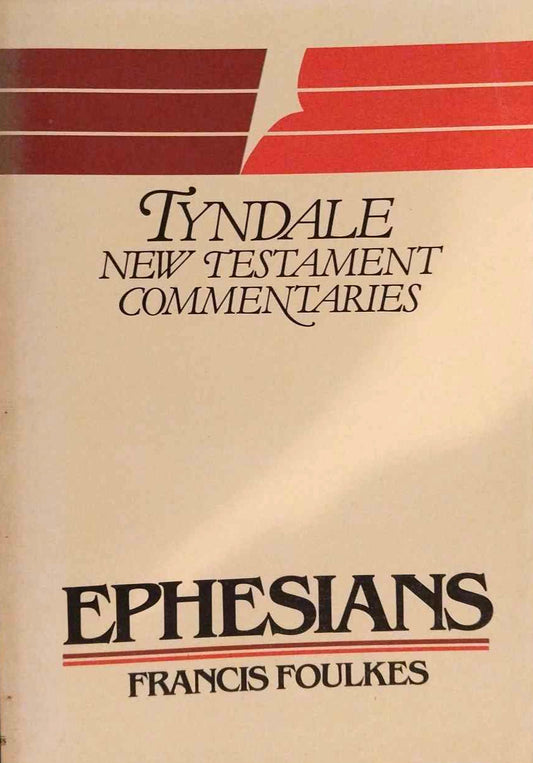 TYNDALE
NEW TESTAMENT
COMMENTARIES
EPHESIANS
FRANCIS FOULKES